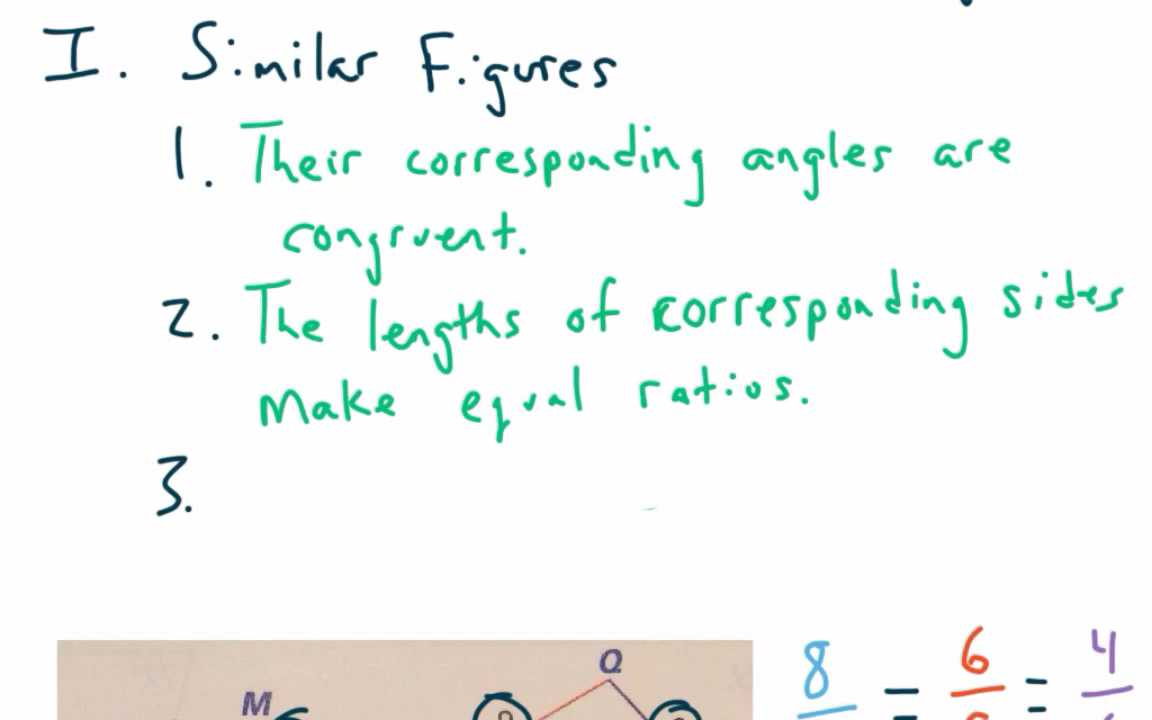 I. Similar Figures
1. Their corresponding angles are
congruent.
2. The lengths of corresponding sides
Make equal ratios.
3.
Q
M
8 = 6 = 4